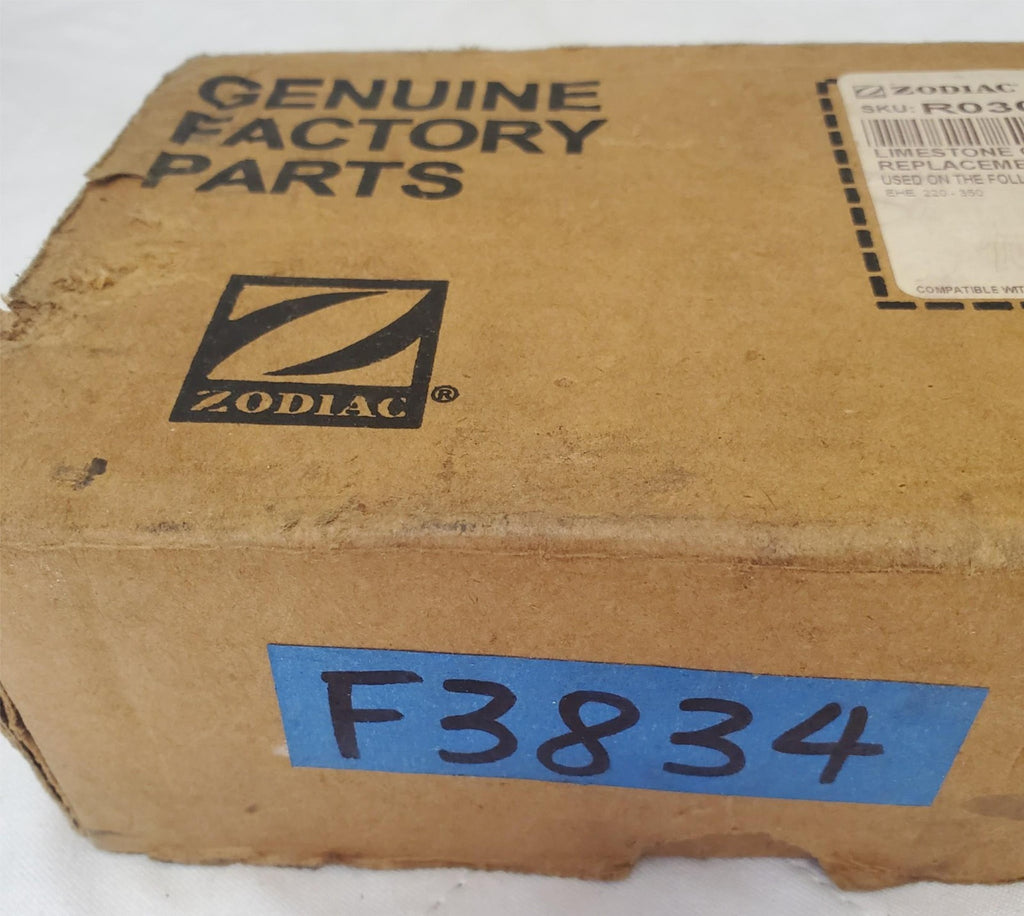 GENUINE
FACTORY
PARTS
ZODIAC®
ZODIAC
SKU: R030
LIMESTONE
REPLACEME
USED ON THE FOLL
EHE 220 - 350
COMPATIBLE WIT
F3834